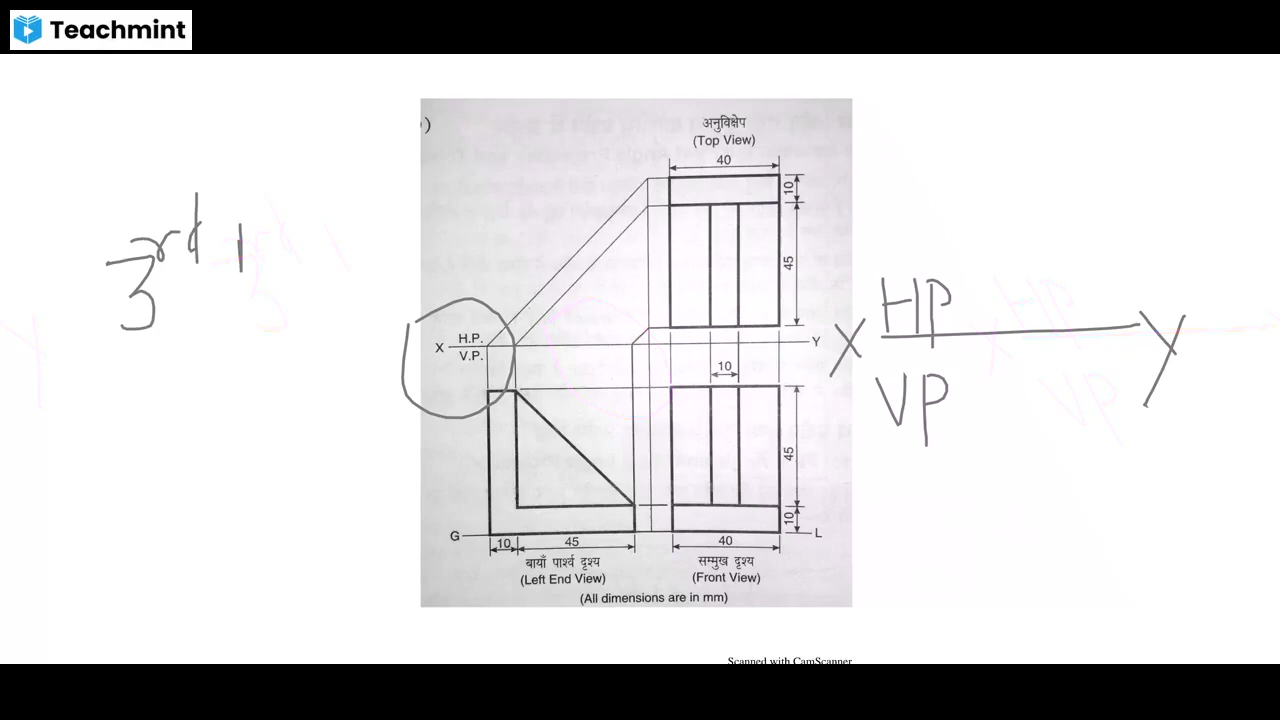 Teachmint
)
अनुविक्षेप
(Top View)
40
10
45
3rd 1
X H.P. Y
V.P.
X HP Y
VP
10
45
10
G L
10 45 40
बायाँ पार्श्व दृश्य सम्मुख दृश्य
(Left End View) (Front View)
(All dimensions are in mm)
Scanned with CamScanner